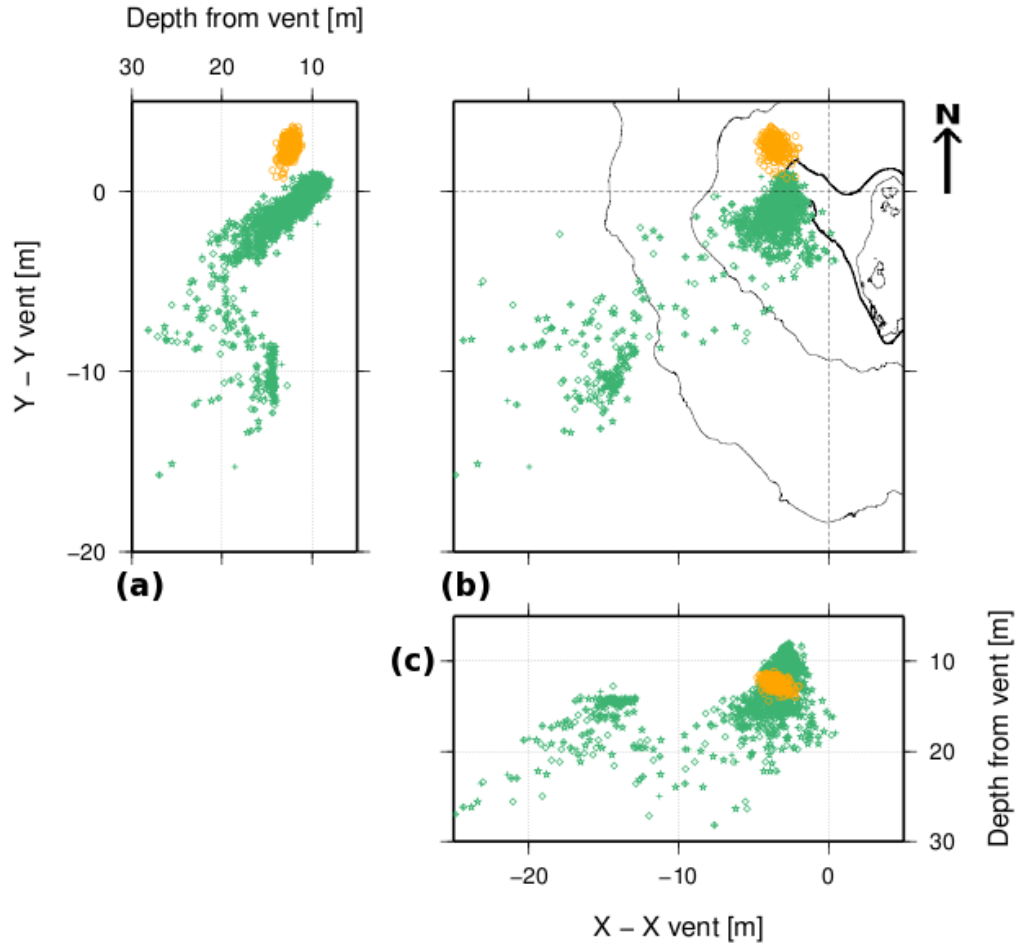 Depth from vent [m]
30 20 10
N
0
−10
−20
Y − Y vent [m]
(a) (b)
(c)
10
20
30
Depth from vent [m]
−20 −10 0
X − X vent [m]